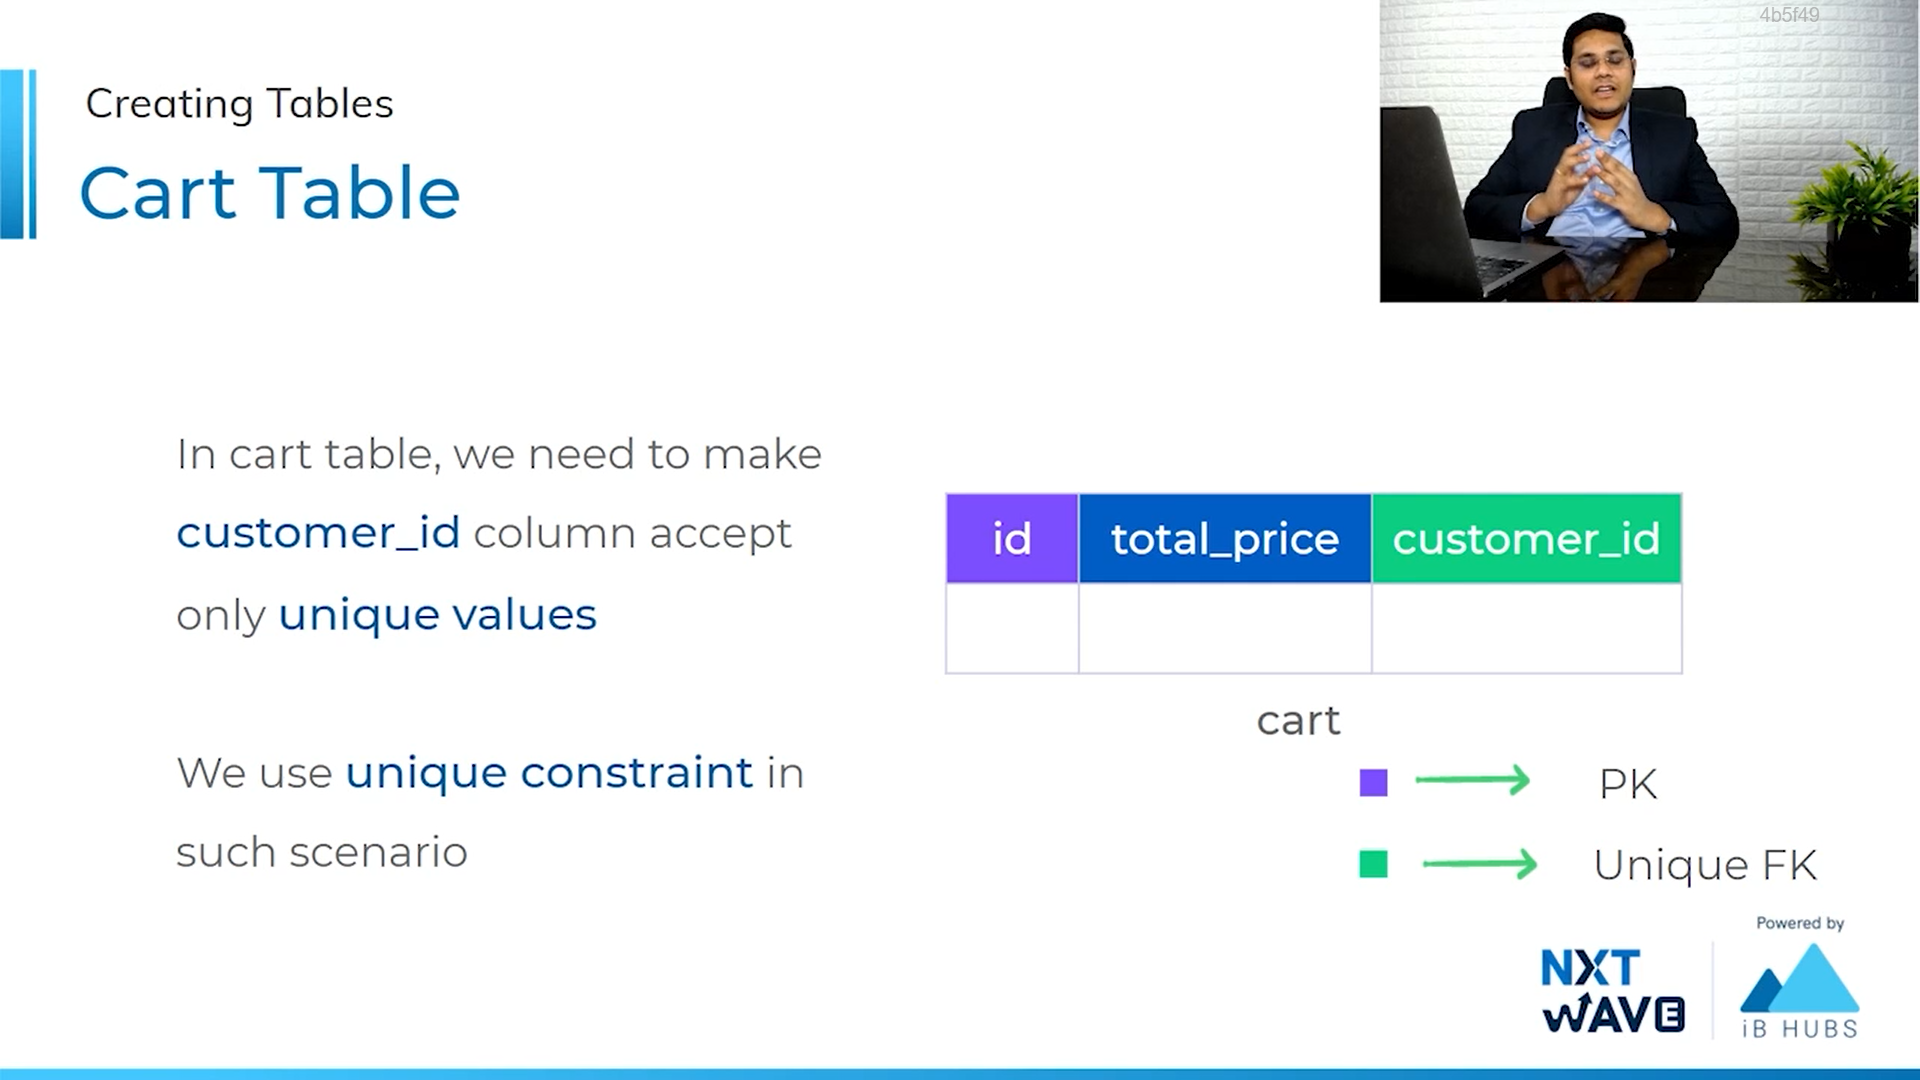 4b5f49
Creating Tables
Cart Table
In cart table, we need to make
customer_id column accept
only unique values
We use unique constraint in
such scenario
id total_price customer_id
cart
PK
Unique FK
Powered by
NXT
WAVE
iB HUBS